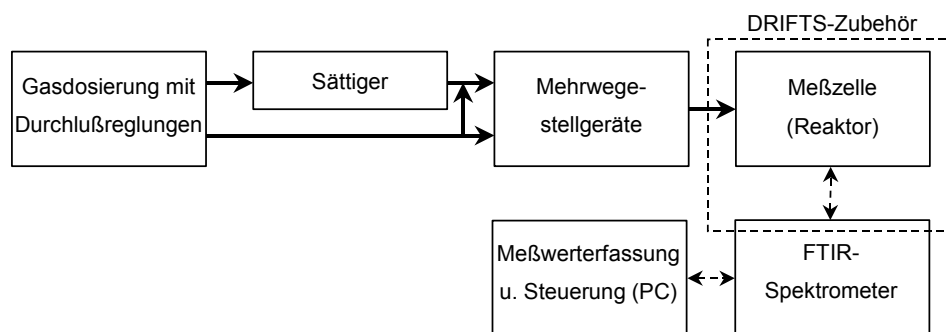 DRIFTS-Zubehör
Gasdosierung mit
Durchlußreglungen
Sättiger
Mehrwege-
stellgeräte
Meßzelle
(Reaktor)
Meßwerterfassung
u. Steuerung (PC)
FTIR-
Spektrometer